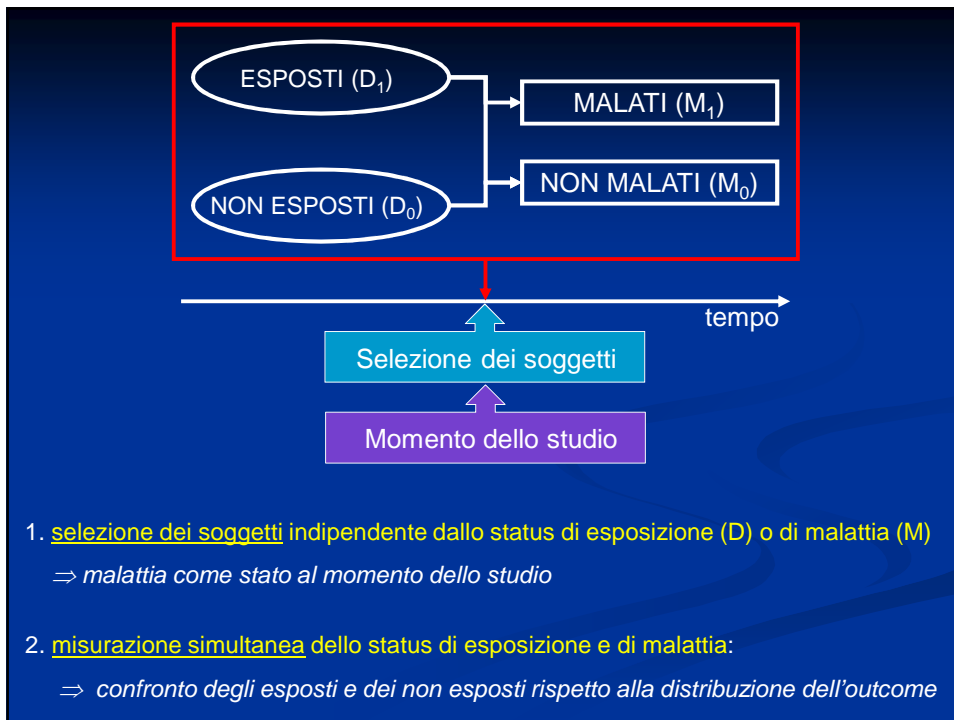 ESPOSTI (D₁)
MALATI (M₁)
NON MALATI (M₀)
NON ESPOSTI (D₀)
tempo
Selezione dei soggetti
Momento dello studio
1. selezione dei soggetti indipendente dallo status di esposizione (D) o di malattia (M)
⇒ malattia come stato al momento dello studio
2. misurazione simultanea dello status di esposizione e di malattia:
⇒ confronto degli esposti e dei non esposti rispetto alla distribuzione dell'outcome